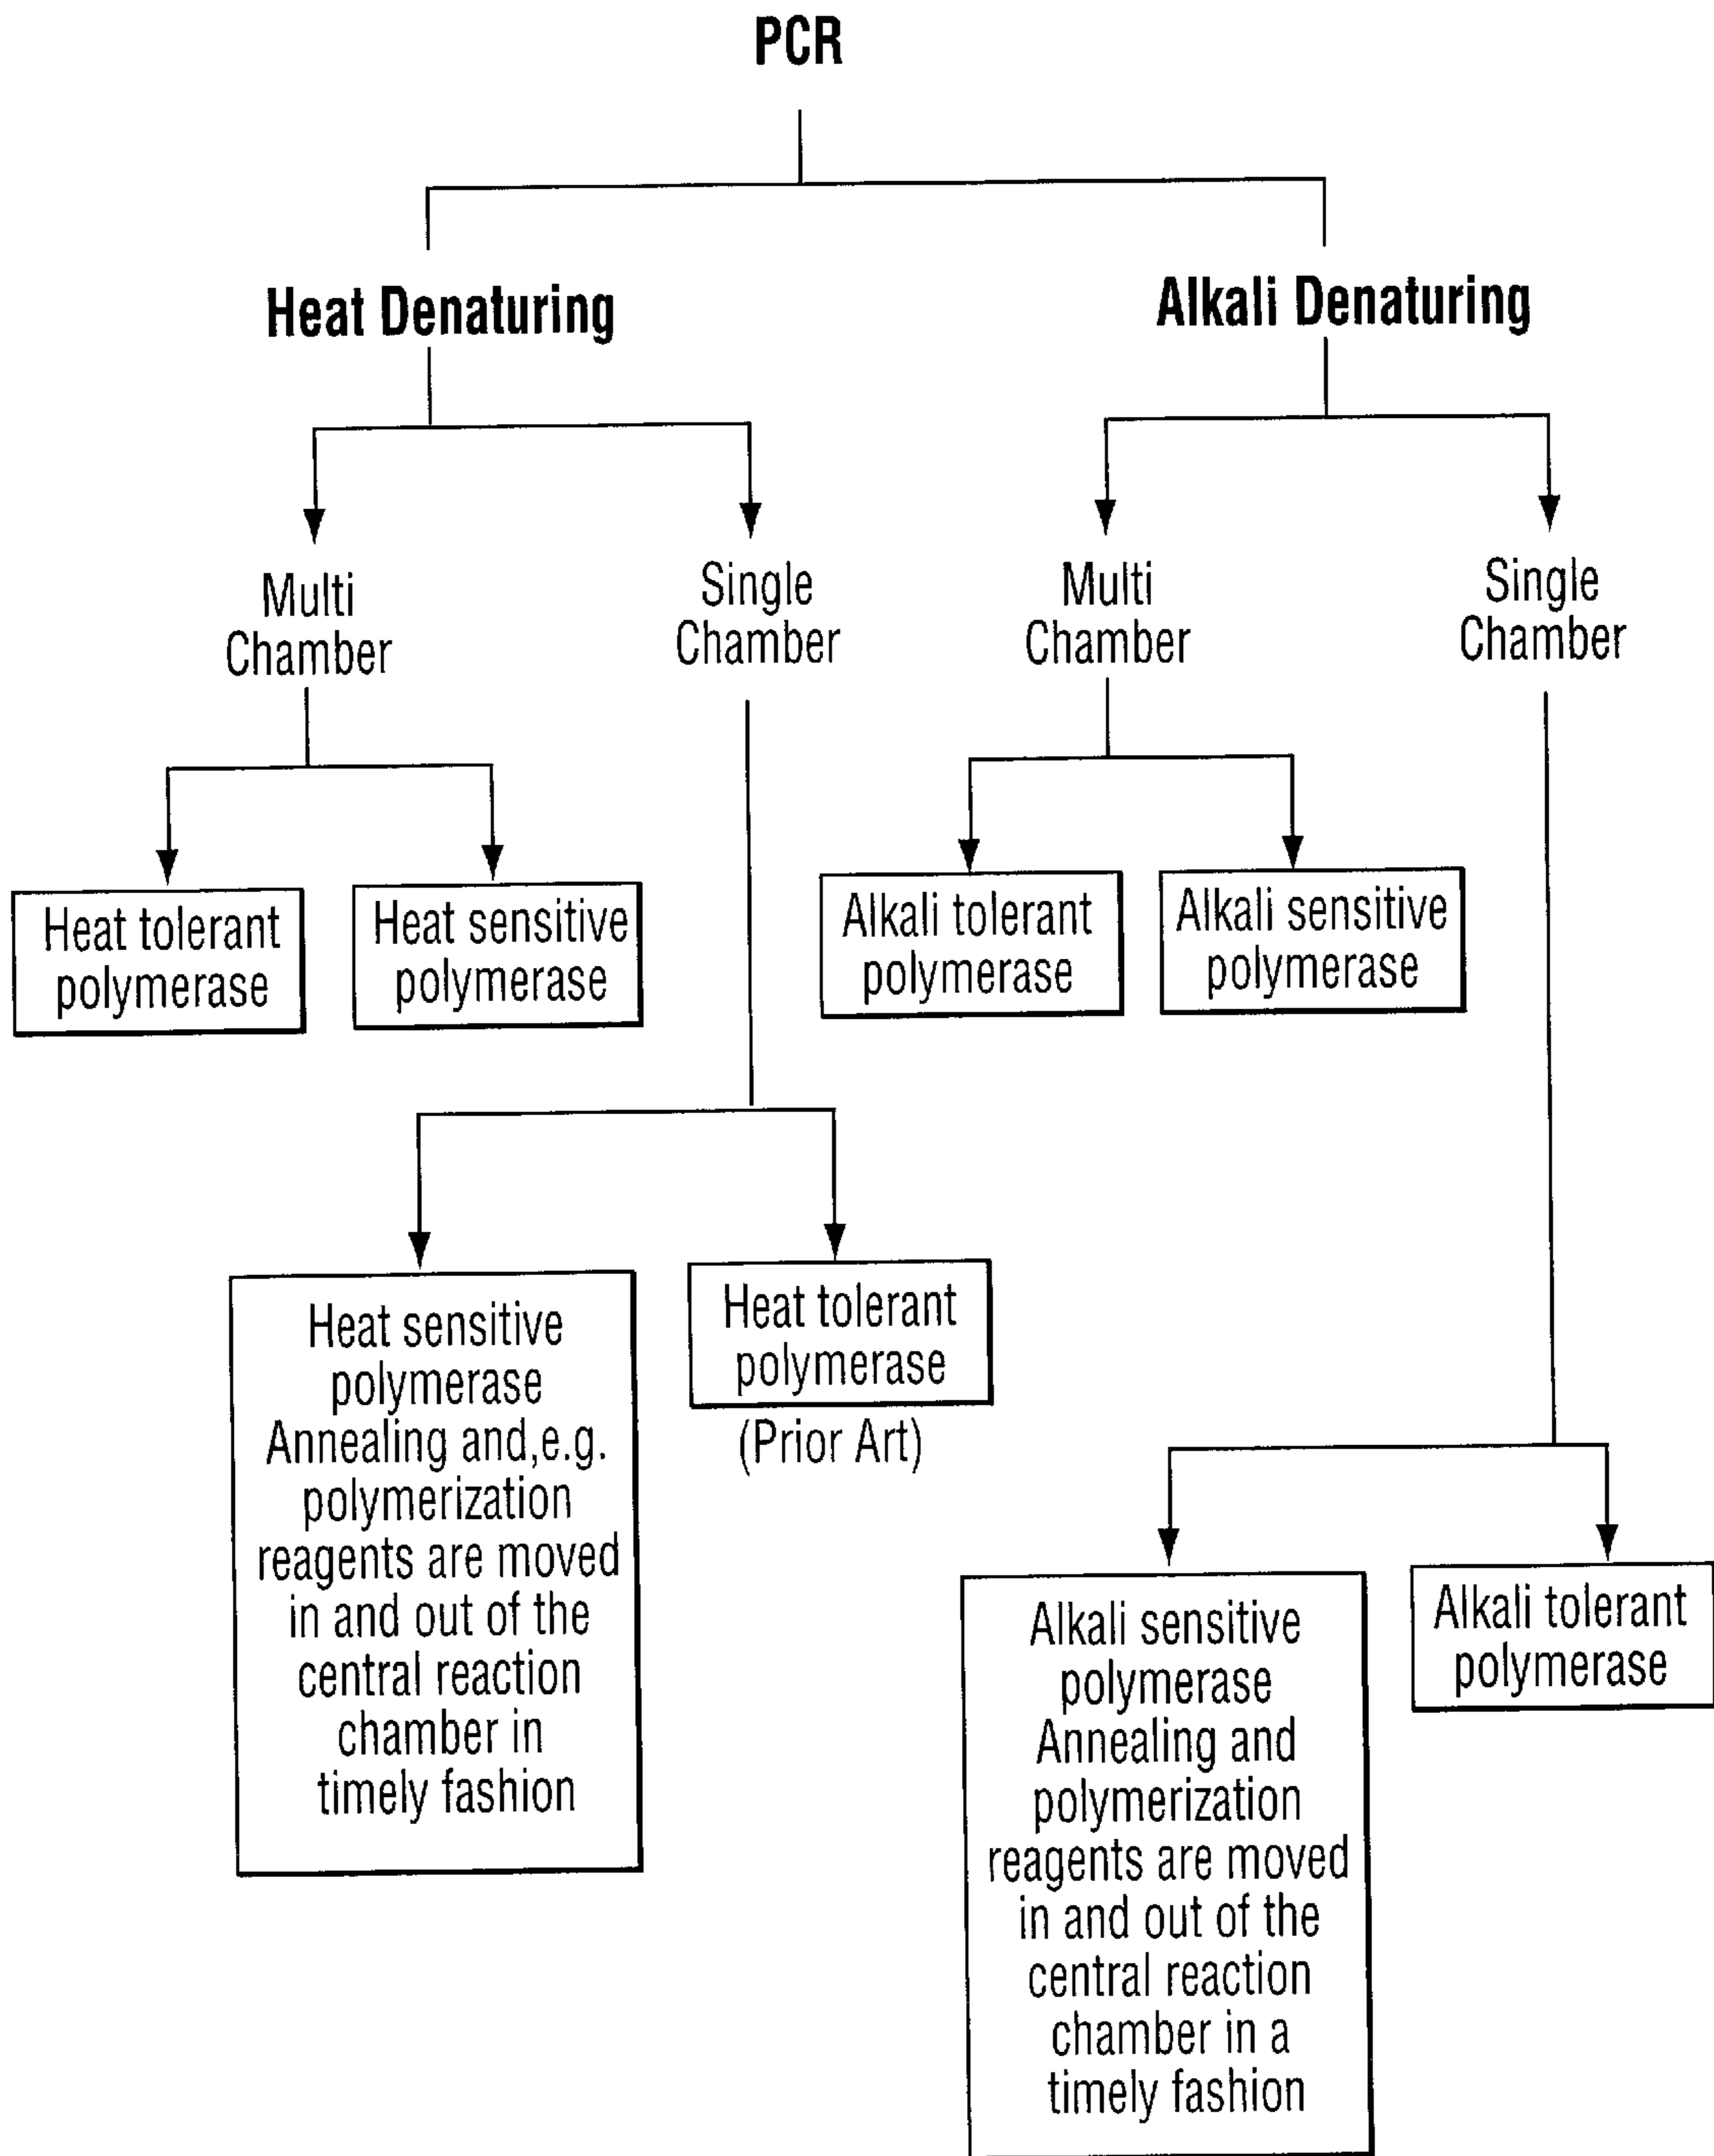 PCR
Heat Denaturing
Alkali Denaturing
Multi
Chamber
Single
Chamber
Multi
Chamber
Single
Chamber
Heat tolerant
polymerase
Heat sensitive
polymerase
Alkali tolerant
polymerase
Alkali sensitive
polymerase
Heat sensitive
polymerase
Annealing and,e.g.
polymerization
reagents are moved
in and out of the
central reaction
chamber in
timely fashion
Heat tolerant
polymerase
(Prior Art)
Alkali sensitive
polymerase
Annealing and
polymerization
reagents are moved
in and out of the
central reaction
chamber in a
timely fashion
Alkali tolerant
polymerase